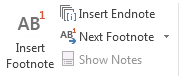 AB1
Insert Footnote
Insert Endnote
AB1 Next Footnote
Show Notes